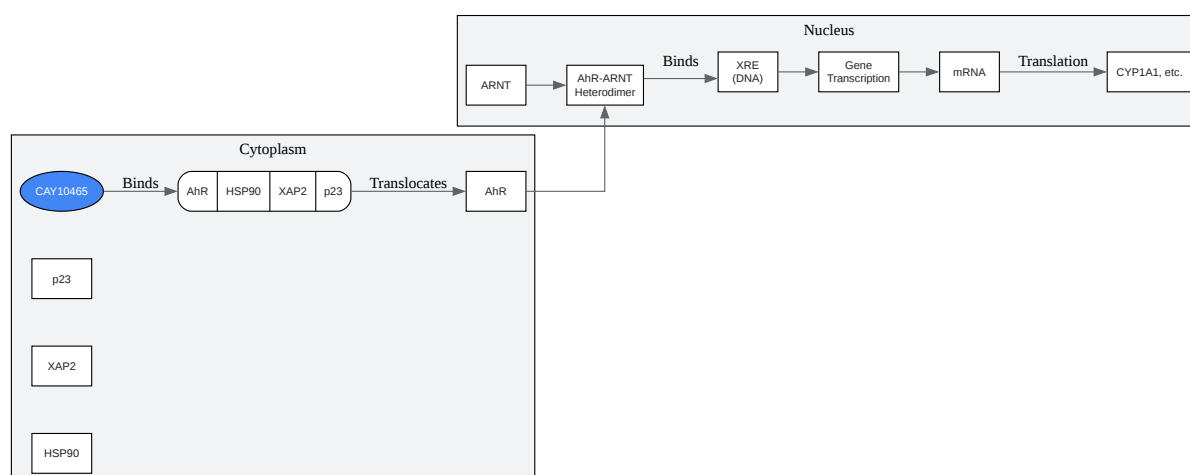 Nucleus
ARNT
AhR-ARNT
Heterodimer
Binds
XRE
(DNA)
Gene
Transcription
mRNA
Translation
CYP1A1, etc.
Cytoplasm
CAY10465
Binds
AhR
HSP90
XAP2
p23
Translocates
AhR
p23
XAP2
HSP90